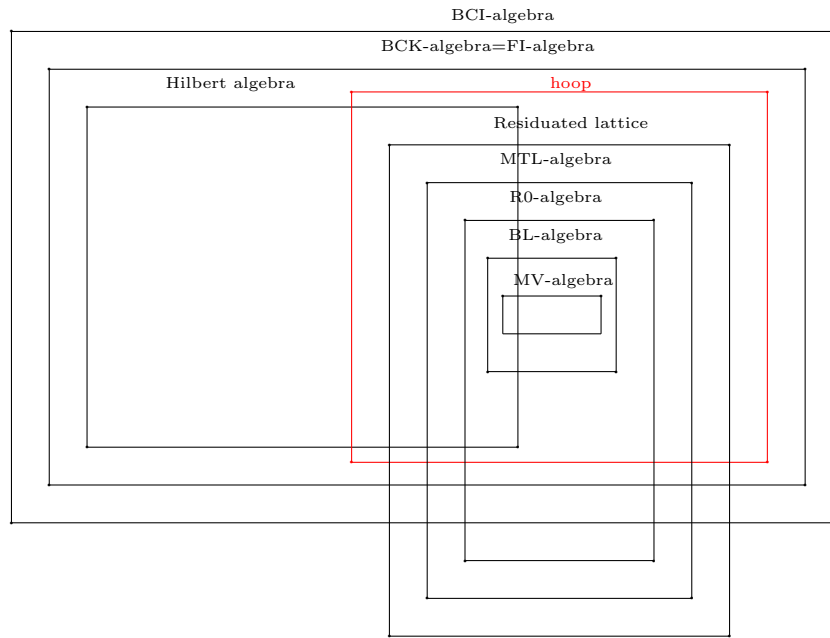 BCI-algebra
BCK-algebra=FI-algebra
Hilbert algebra
hoop
Residuated lattice
MTL-algebra
R0-algebra
BL-algebra
MV-algebra